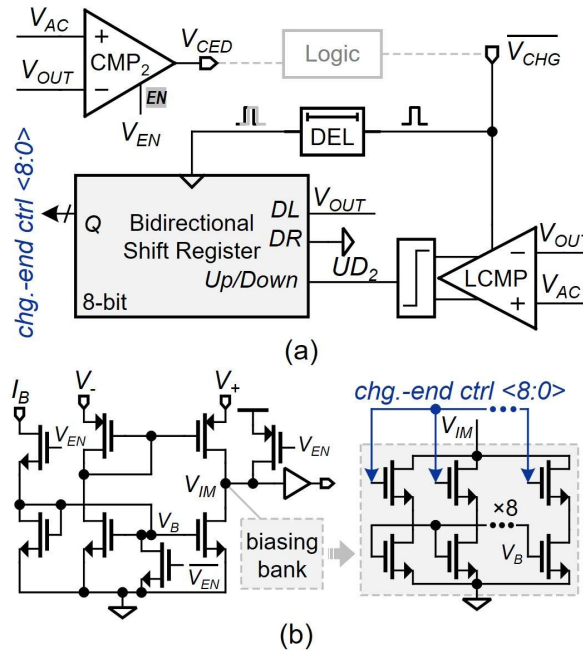 V_AC
+
CMP_2
V_CED
Logic
\overline{V_CHG}
V_OUT
−
EN
V_EN
DEL
chg.-end ctrl <8:0>
Q
Bidirectional
Shift Register
DL
V_OUT
DR
Up/Down
UD_2
8-bit
−
V_OUT
LCMP
+
V_AC
(a)
I_B
V_-
V_+
chg.-end ctrl <8:0>
V_EN
V_EN
V_IM
V_IM
V_B
×8
biasing
bank
V_B
\overline{V_EN}
(b)